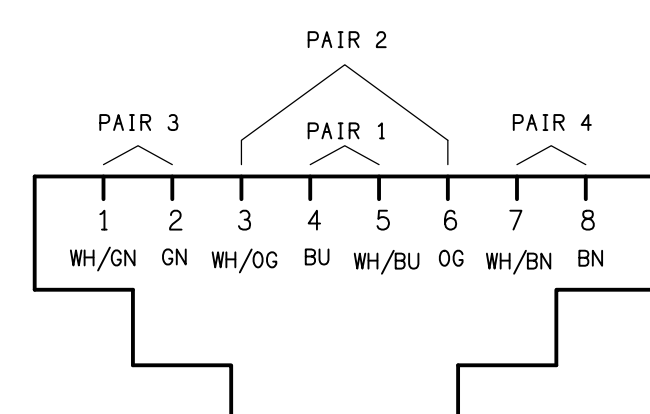 PAIR 2
PAIR 3 PAIR 1 PAIR 4
1 2 3 4 5 6 7 8
WH/GN GN WH/OG BU WH/BU OG WH/BN BN